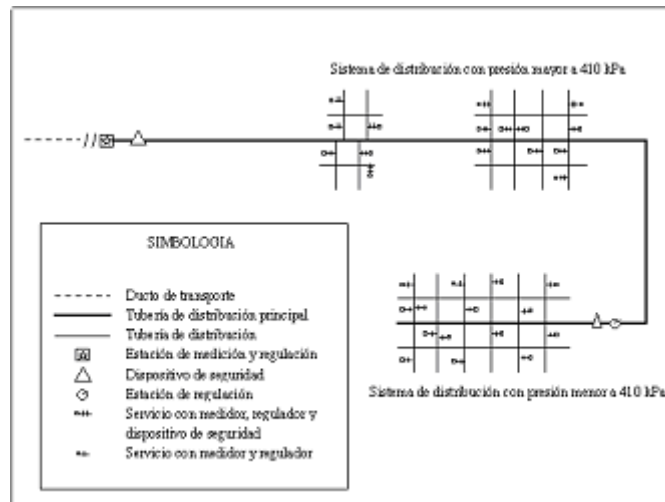 Sistema de distribución con presión mayor a 410 kPa
SIMBOLOGIA
Ducto de transporte
Tubería de distribución principal
Tubería de distribución
Estación de medición y regulación
Dispositivo de seguridad
Estación de regulación
Servicio con medidor, regulador y
dispositivo de seguridad
Servicio con medidor y regulador
Sistema de distribución con presión menor a 410 kPa